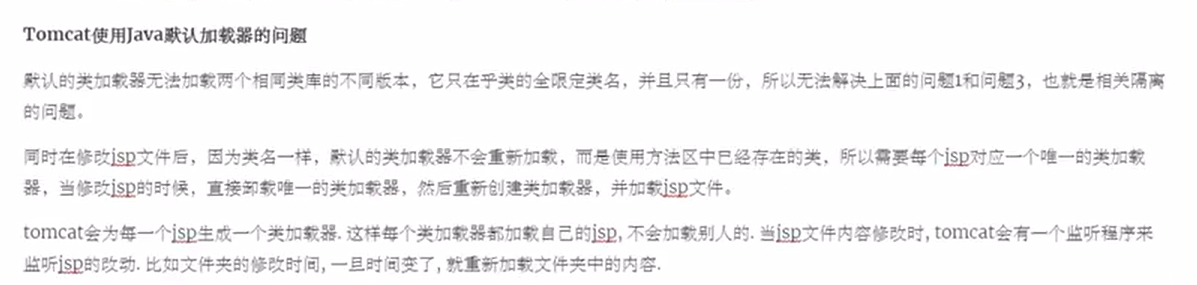 Tomcat使用Java默认加载器的问题
默认的类加载器无法加载两个相同类库的不同版本，它只在乎类的全限定类名，并且只有一份，所以无法解决上面的问题1和问题3，也就是相关隔离
的问题。
同时在修改jsp文件后，因为类名一样，默认的类加载器不会重新加载，而是使用方法区中已经存在的类，所以需要每个jsp对应一个唯一的类加载
器，当修改jsp的时候，直接卸载唯一的类加载器，然后重新创建类加载器，并加载jsp文件。
tomcat会为每一个jsp生成一个类加载器. 这样每个类加载器都加载自己的jsp, 不会加载别人的. 当jsp文件内容修改时, tomcat会有一个监听程序来
监听jsp的改动. 比如文件夹的修改时间, 一旦时间变了, 就重新加载文件夹中的内容.